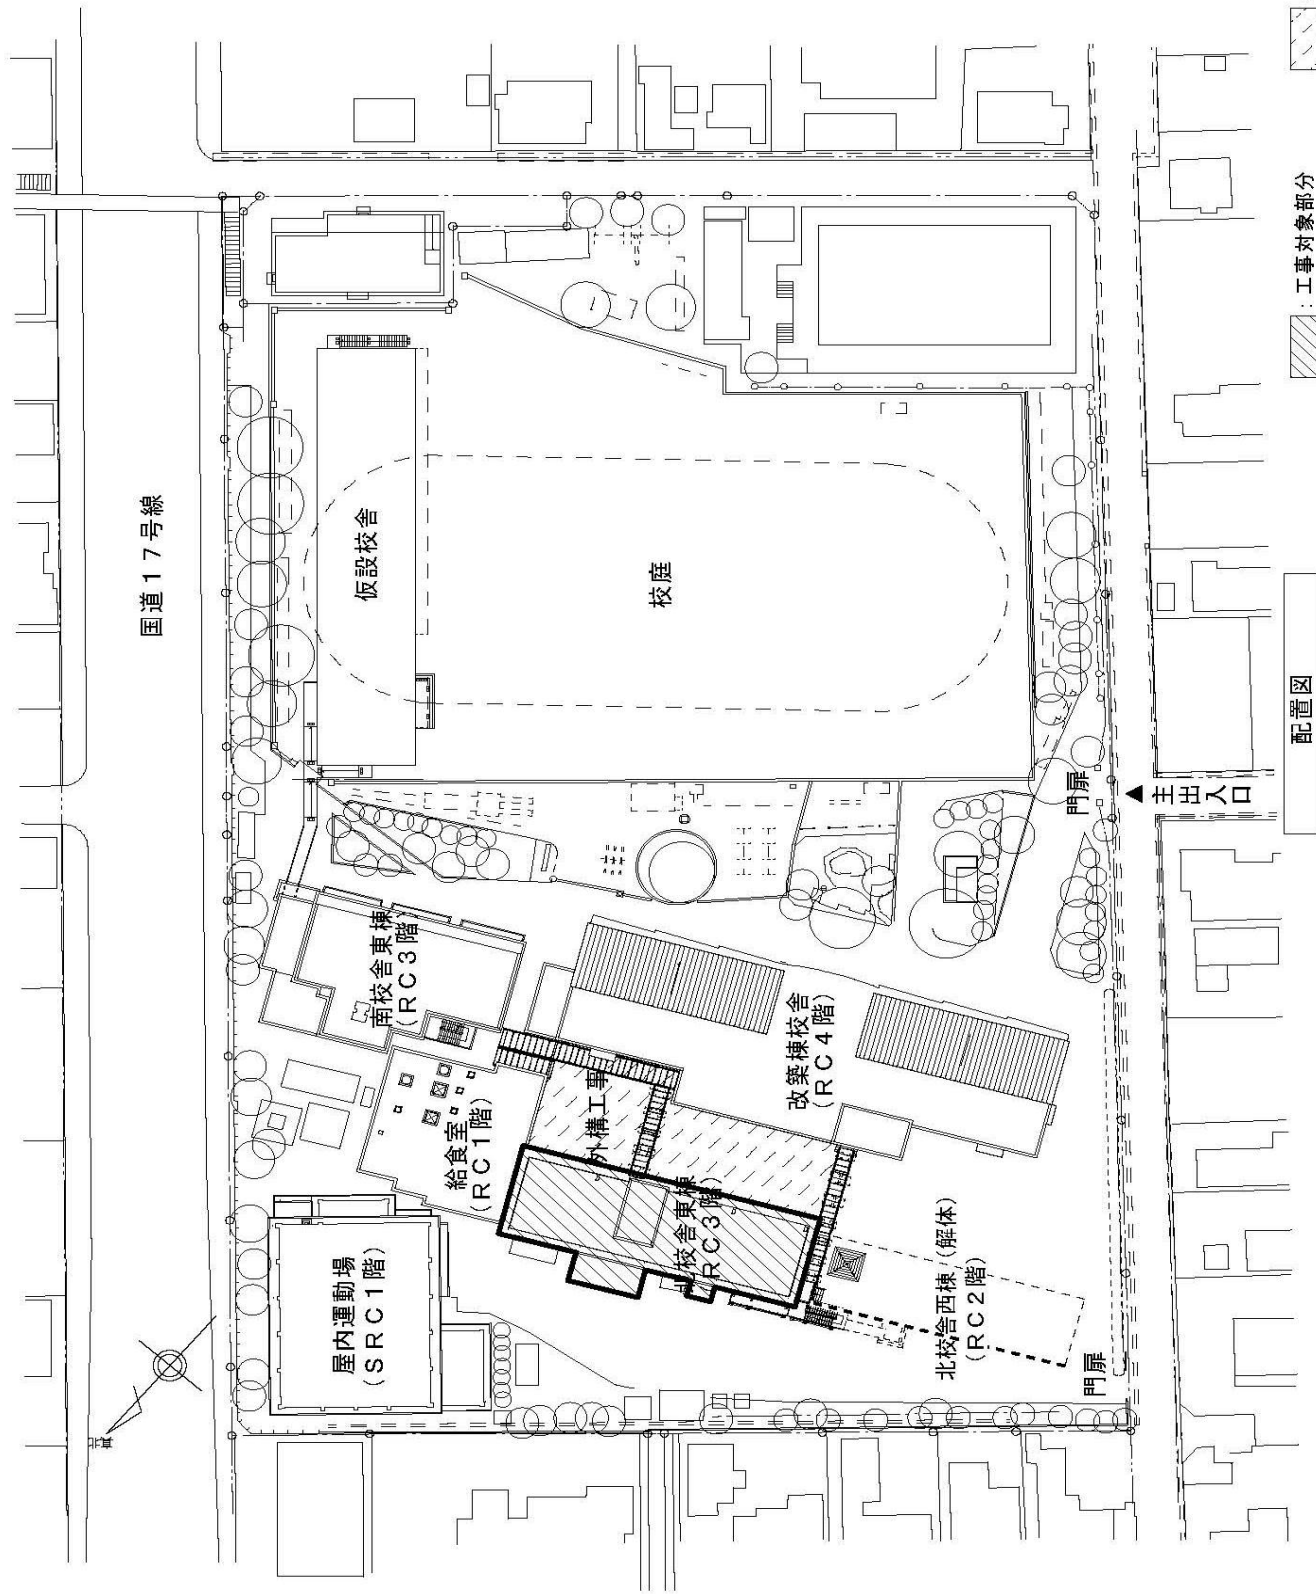 国道17号線
仮設校舎
校庭
南校舎東棟
(RC3階)
給食室
(RC1階)
屋内運動場
(SRC1階)
外構工事
改築棟校舎
(RC4階)
校舎東棟
RC3階)
北校舎西棟(解体)
(RC2階)
門扉
門扉
▲主出入口
北
配置図
:工事対象部分